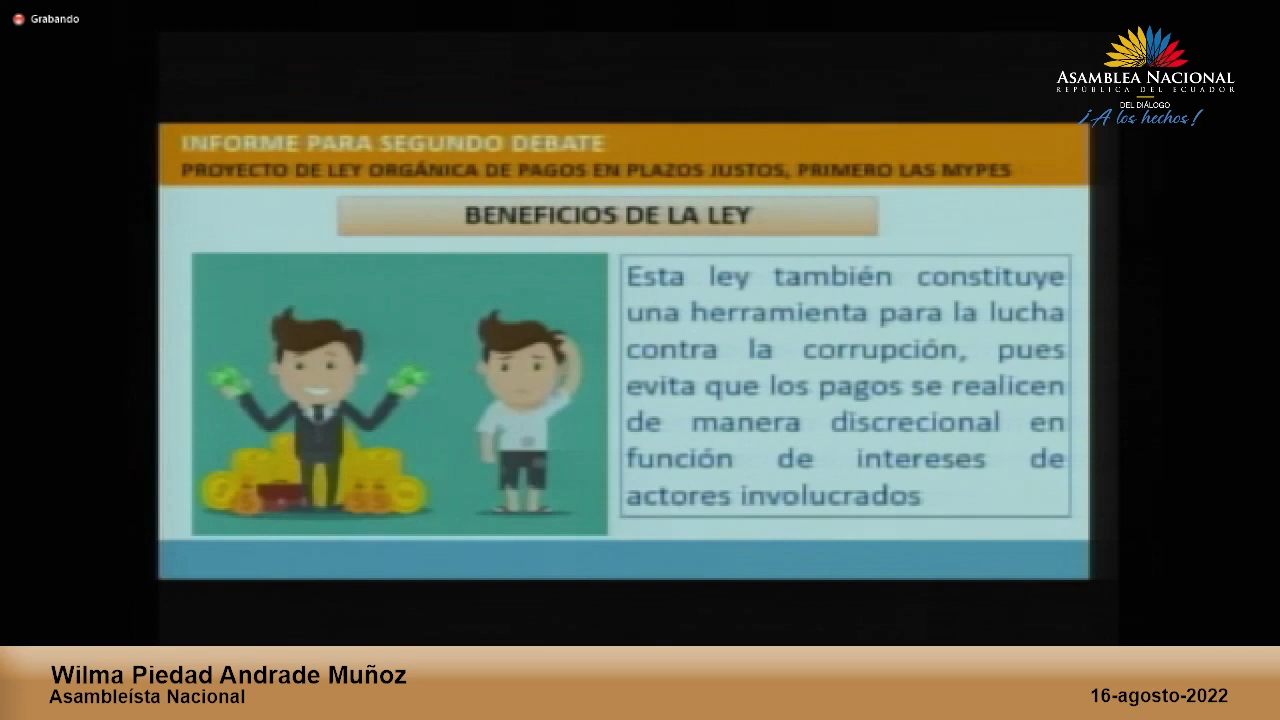 Grabando
ASAMBLEA NACIONAL
REPÚBLICA DEL ECUADOR
DEL DIÁLOGO
¡A los hechos!
INFORME PARA SEGUNDO DEBATE
PROYECTO DE LEY ORGÁNICA DE PAGOS EN PLAZOS JUSTOS, PRIMERO LAS MYPES
BENEFICIOS DE LA LEY
Esta ley también constituye
una herramienta para la lucha
contra la corrupción, pues
evita que los pagos se realicen
de manera discrecional en
función de intereses de
actores involucrados
Wilma Piedad Andrade Muñoz
Asambleísta Nacional
16-agosto-2022